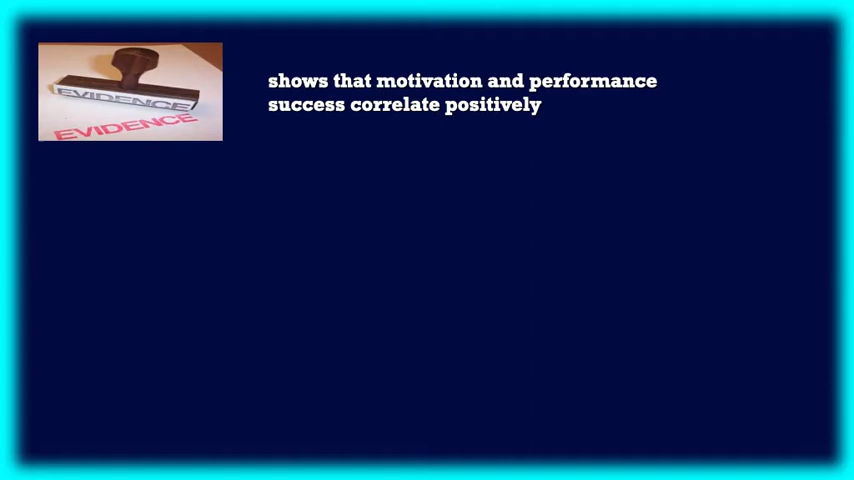 EVIDENCE
EVIDENCE
shows that motivation and performance
success correlate positively